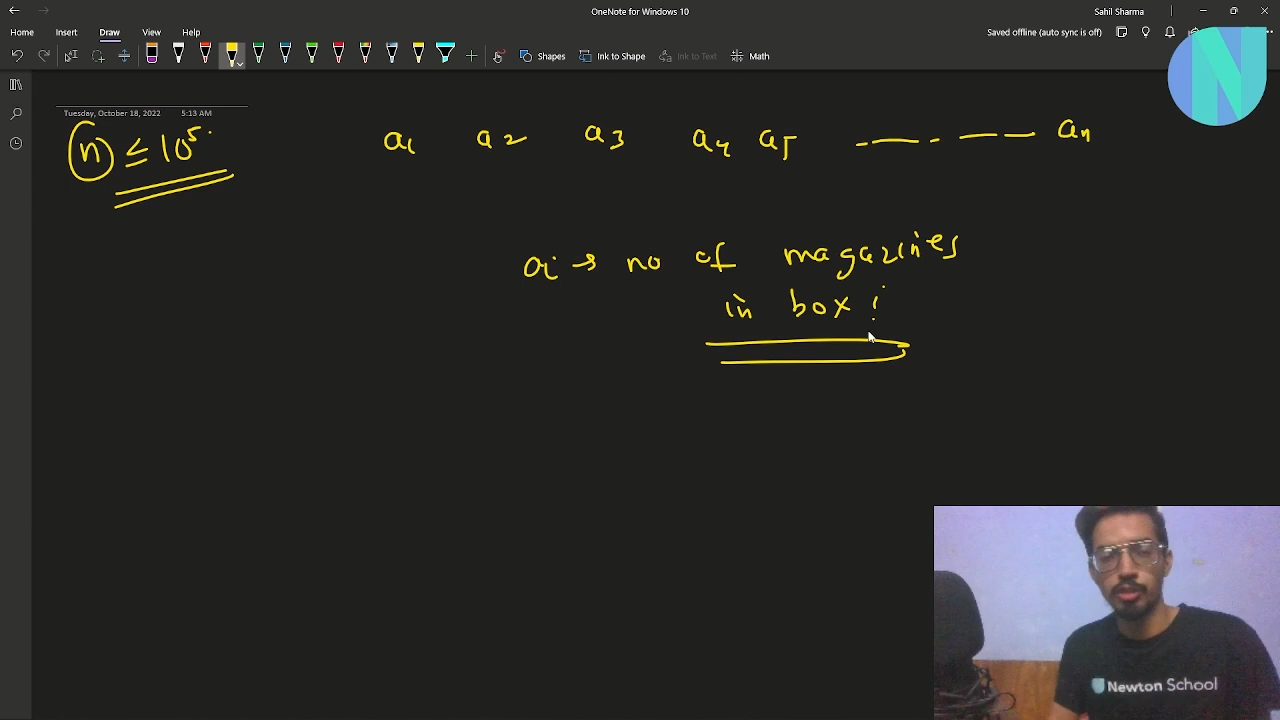 OneNote for Windows 10
Sahil Sharma
Home Insert Draw View Help
Saved offline (auto sync is off)
Shapes Ink to Shape Ink to Text Math
Tuesday, October 18, 2022 5:13 AM
n ≤ 10^5
a1 a2 a3 a4 a5 ---- an
ai → no of magazines
in box i
Newton School